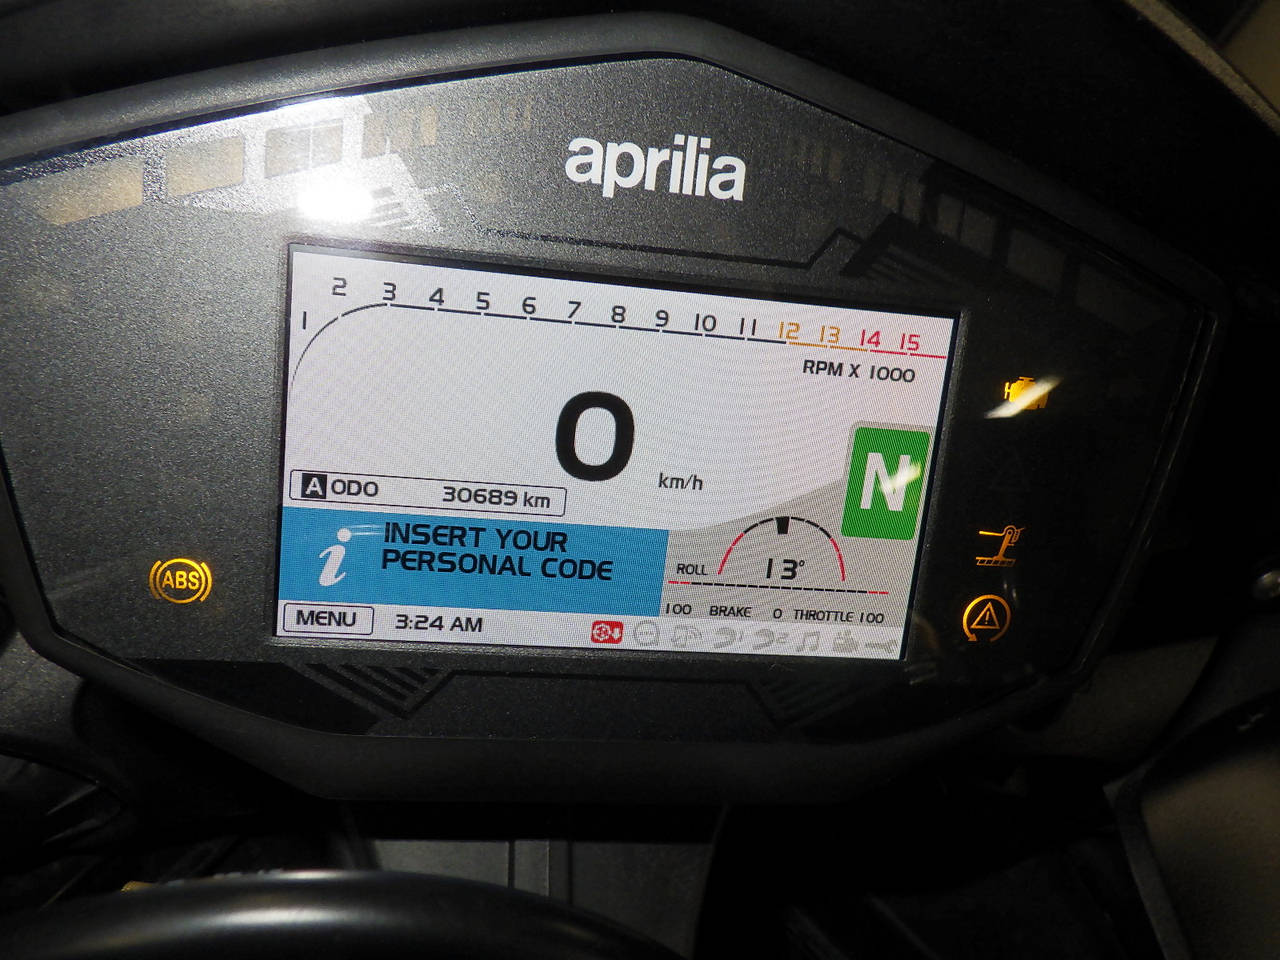 aprilia
1 2 3 4 5 6 7 8 9 10 11 12 13 14 15
RPM X 1000
0 km/h
N
A ODO 30689 km
INSERT YOUR
PERSONAL CODE
ROLL 13°
100 BRAKE 0 THROTTLE 100
MENU 3:24 AM
ABS